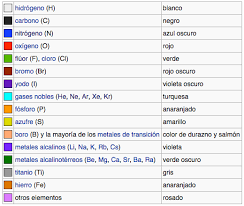 hidrógeno (H) blanco
carbono (C) negro
nitrógeno (N) azul oscuro
oxígeno (O) rojo
flúor (F), cloro (Cl) verde
bromo (Br) rojo oscuro
yodo (I) violeta oscuro
gases nobles (He, Ne, Ar, Xe, Kr) turquesa
fósforo (P) anaranjado
azufre (S) amarillo
boro (B) y la mayoría de los metales de transición color de durazno y salmón
metales alcalinos (Li, Na, K, Rb, Cs) violeta
metales alcalinotérreos (Be, Mg, Ca, Sr, Ba, Ra) verde oscuro
titanio (Ti) gris
hierro (Fe) anaranjado
otros elementos rosado